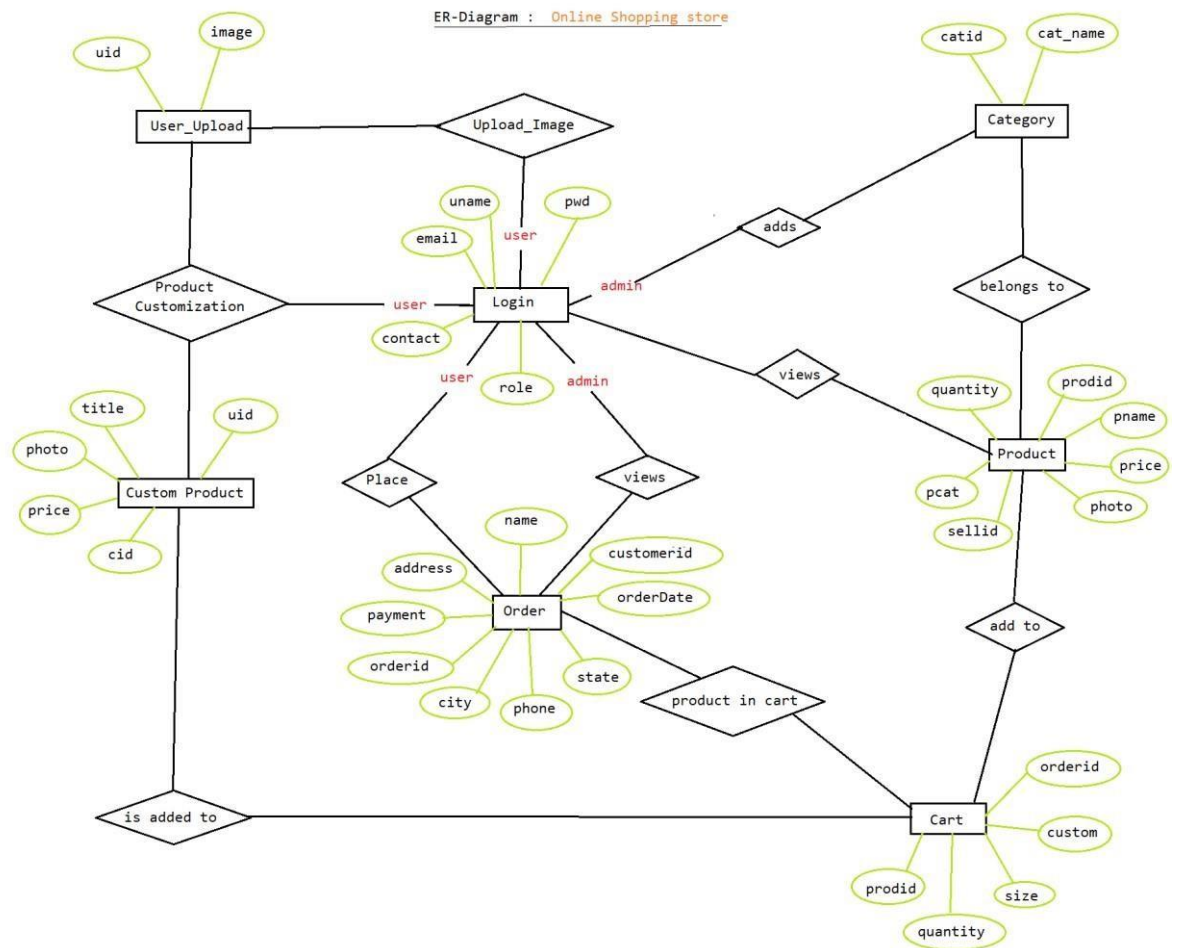 ER-Diagram : Online Shopping store
image
uid
catid
cat_name
User_Upload
Upload_Image
Category
uname
pwd
email
user
adds
Product
Customization
user
Login
admin
belongs to
contact
role
user
admin
views
quantity
prodid
pname
title
uid
photo
Product
price
Custom Product
Place
views
pcat
photo
price
sellid
cid
name
customerid
address
orderDate
payment
Order
add to
orderid
state
city
phone
product in cart
orderid
is added to
Cart
custom
prodid
size
quantity